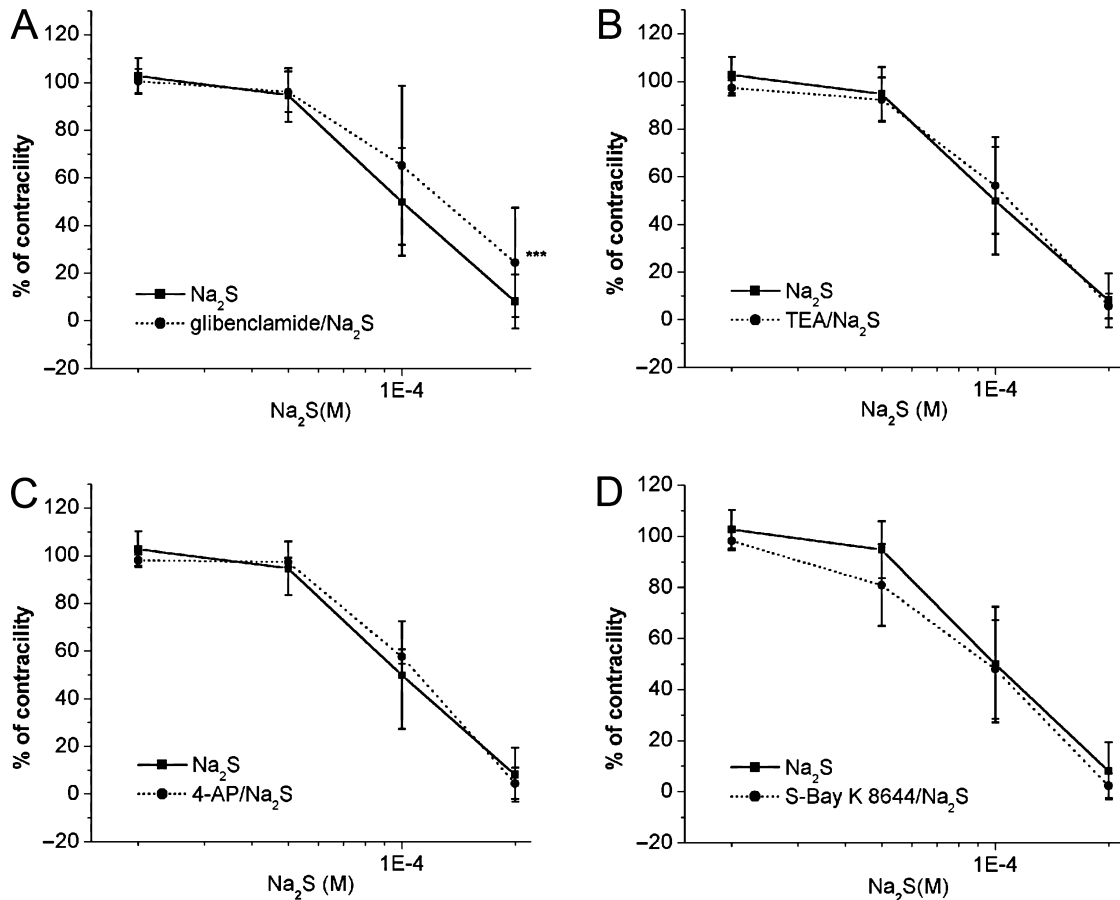 A
120
100
80
60
40
20
0
–20
% of contracility
***
Na₂S
glibenclamide/Na₂S
1E-4
Na₂S(M)
B
120
100
80
60
40
20
0
–20
% of contracility
Na₂S
TEA/Na₂S
1E-4
Na₂S (M)
C
120
100
80
60
40
20
0
–20
% of contracility
Na₂S
4-AP/Na₂S
1E-4
Na₂S (M)
D
120
100
80
60
40
20
0
–20
% of contracility
Na₂S
S-Bay K 8644/Na₂S
1E-4
Na₂S(M)